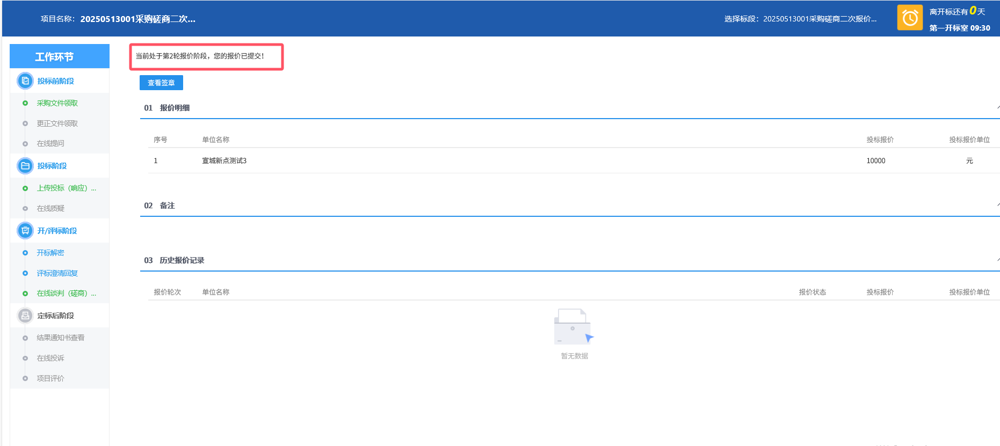 项目名称：20250513001采购磋商二次...
选择标段：20250513001采购磋商二次报价...
离开标还有0天
第一开标室 09:30
工作环节
投标前阶段
采购文件领取
更正文件领取
在线提问
投标阶段
上传投标（响应）...
在线质疑
开/评标阶段
开标解密
评标澄清回复
在线谈判（磋商）...
定标后阶段
结果通知书查看
在线投诉
项目评价
当前处于第2轮报价阶段，您的报价已提交！
查看签章
01 报价明细
序号 单位名称 投标报价 投标报价单位
1 宣城新点测试3 10000 元
02 备注
03 历史报价记录
报价轮次 单位名称 报价状态 投标报价 投标报价单位
暂无数据